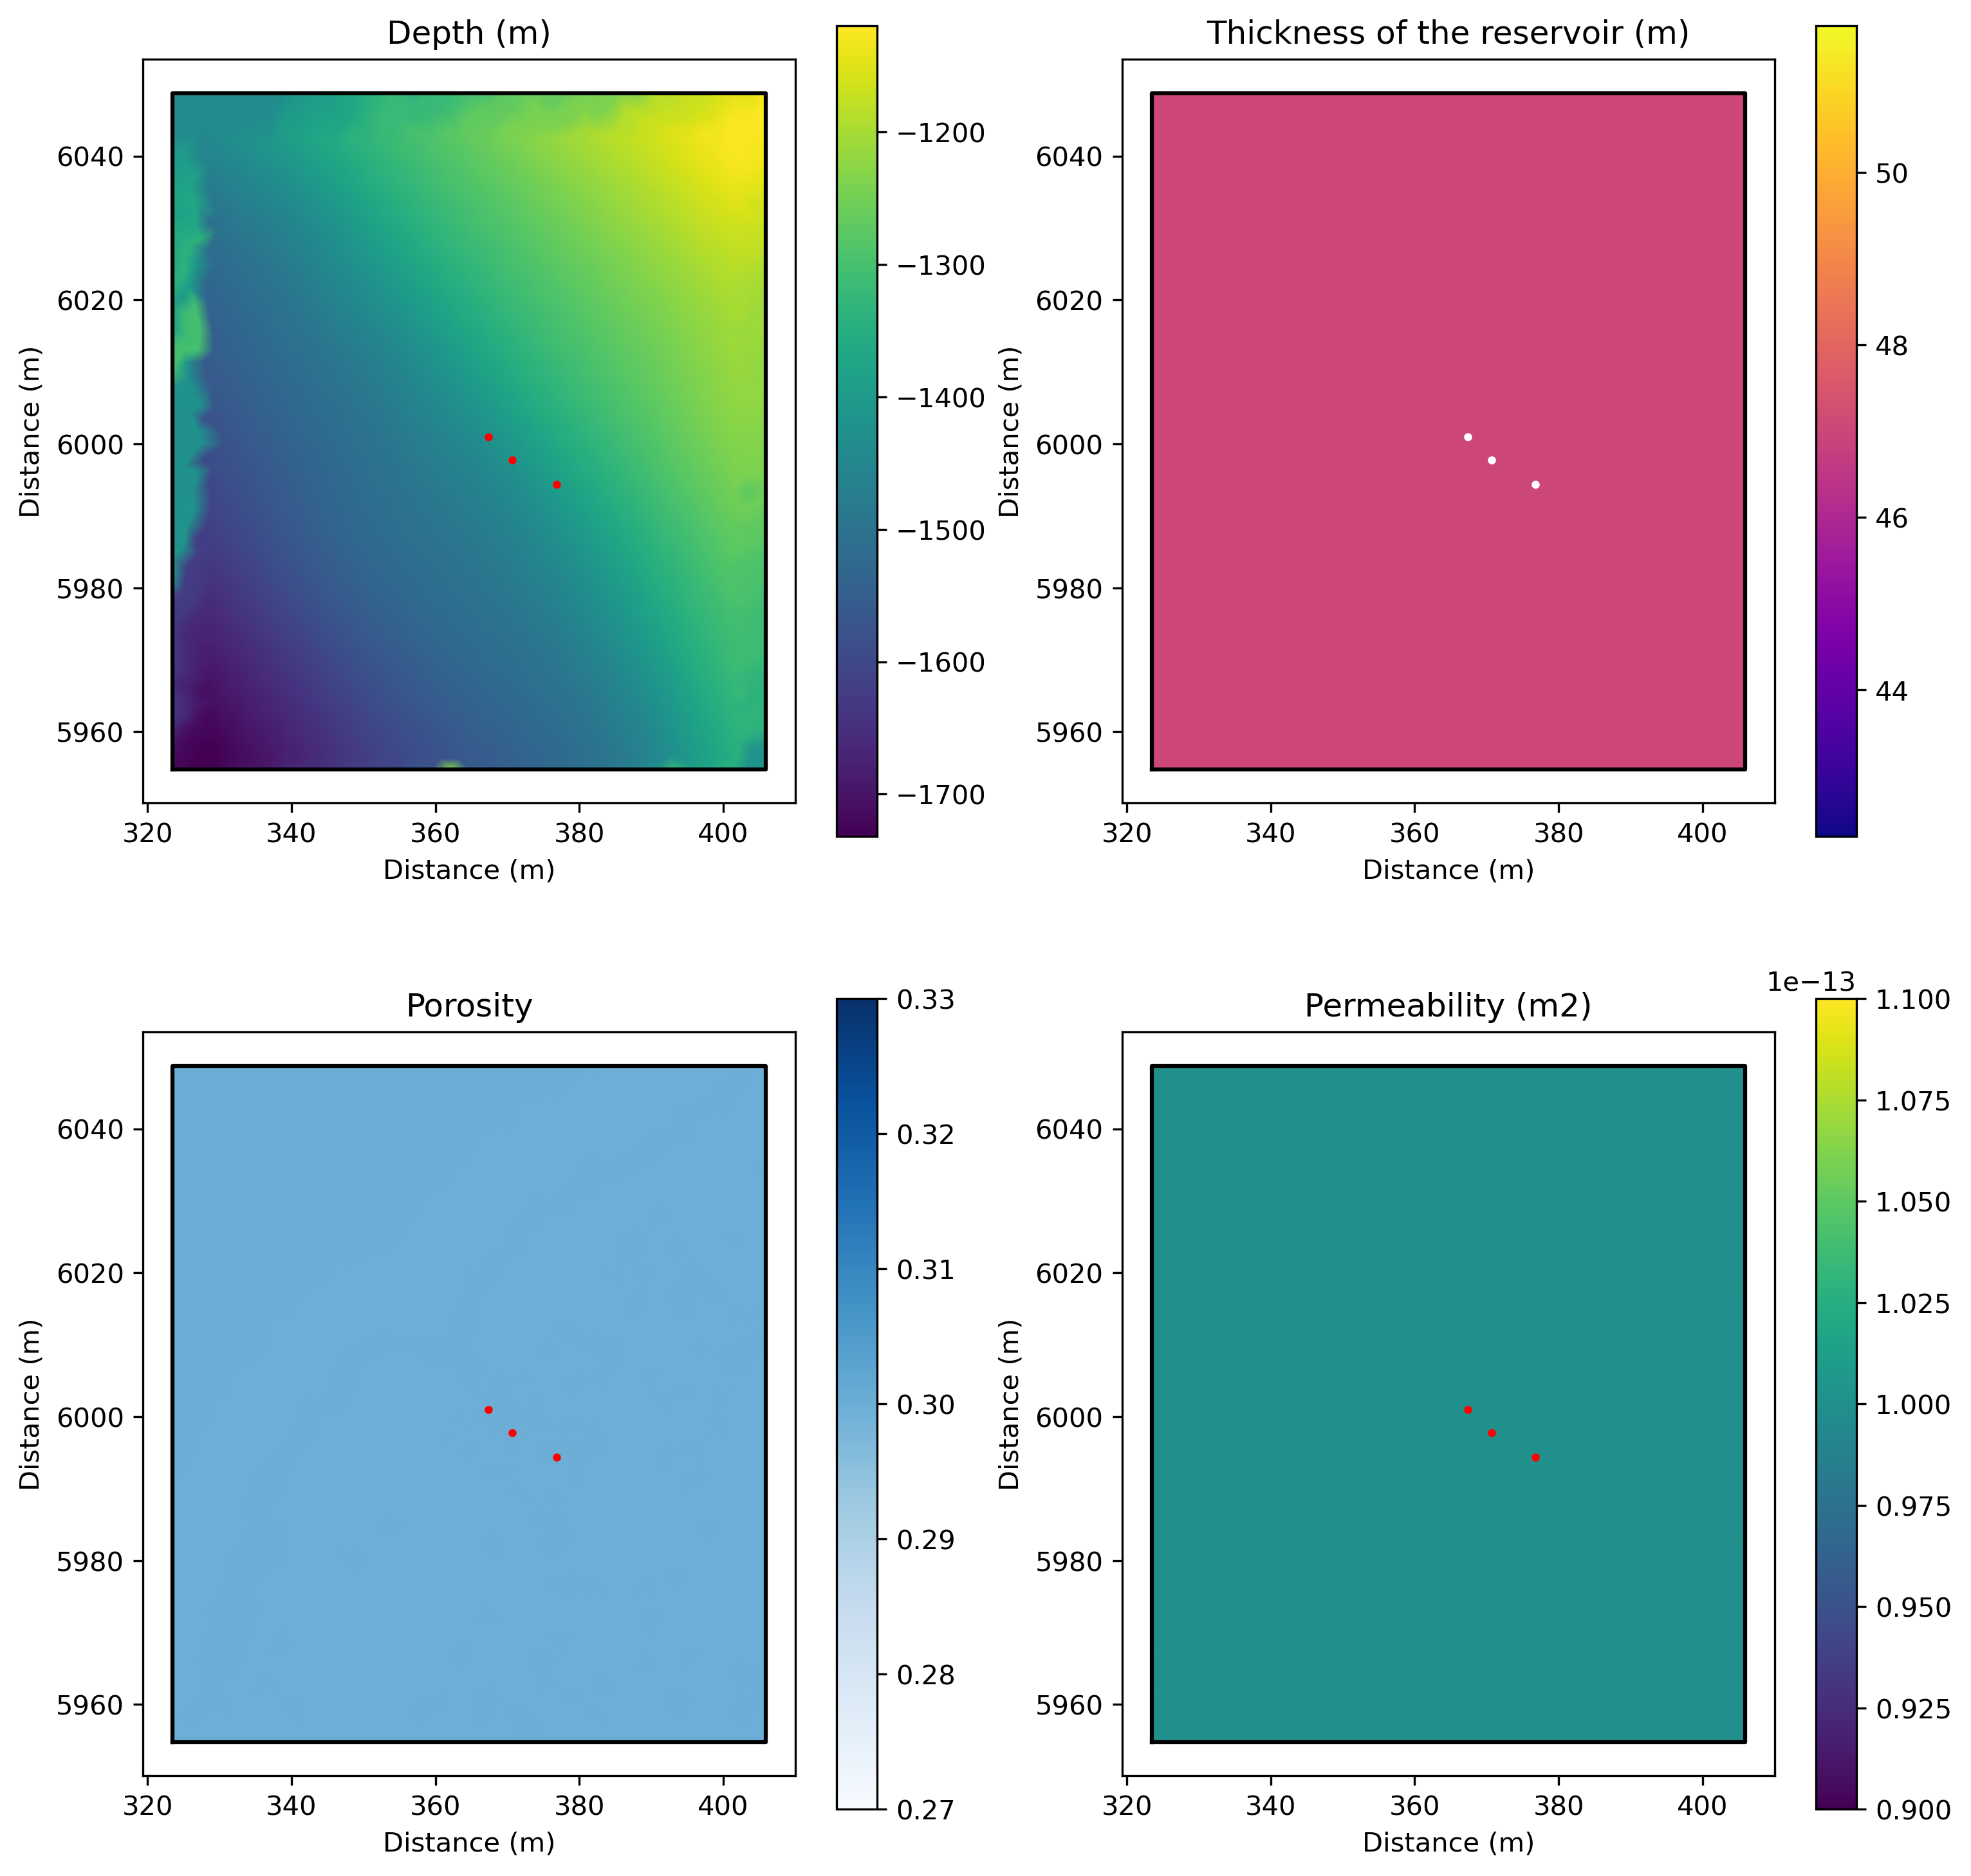 Depth (m)
6040
6020
6000
5980
5960
Distance (m)
320 340 360 380 400
Distance (m)
−1200
−1300
−1400
−1500
−1600
−1700
Thickness of the reservoir (m)
6040
6020
6000
5980
5960
Distance (m)
320 340 360 380 400
Distance (m)
50
48
46
44
Porosity
6040
6020
6000
5980
5960
Distance (m)
320 340 360 380 400
Distance (m)
0.33
0.32
0.31
0.30
0.29
0.28
0.27
Permeability (m2)
6040
6020
6000
5980
5960
Distance (m)
320 340 360 380 400
Distance (m)
1e−13
1.100
1.075
1.050
1.025
1.000
0.975
0.950
0.925
0.900